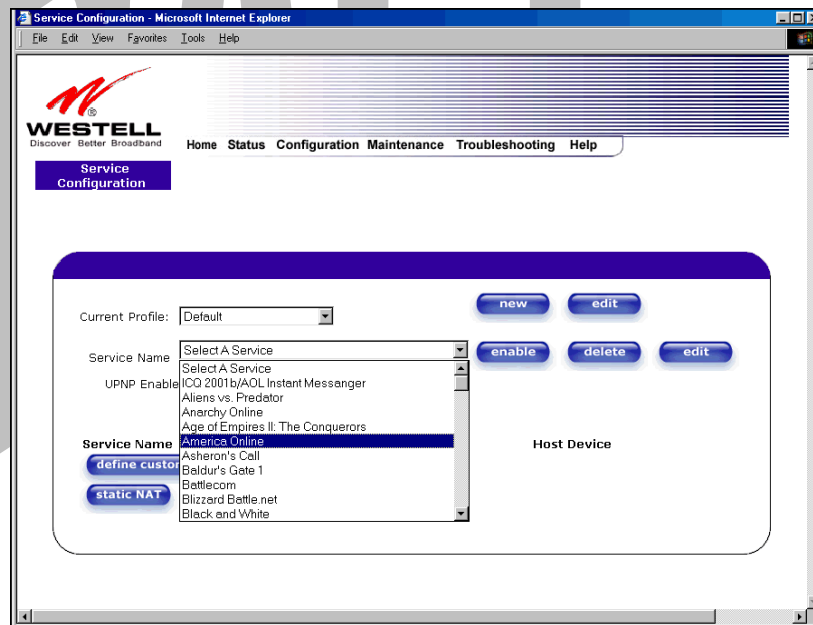 Service Configuration - Microsoft Internet Explorer
File Edit View Favorites Tools Help
WESTELL
Discover Better Broadband
Home Status Configuration Maintenance Troubleshooting Help
Service
Configuration
new edit
Current Profile: Default
Service Name Select A Service enable delete edit
Select A Service
UPNP Enable ICQ 2001b/AOL Instant Messanger
Aliens vs. Predator
Anarchy Online
Age of Empires II: The Conquerors
Service Name America Online Host Device
Asheron's Call
define custo
Baldur's Gate 1
Battlecom
static NAT Blizzard Battle.net
Black and White